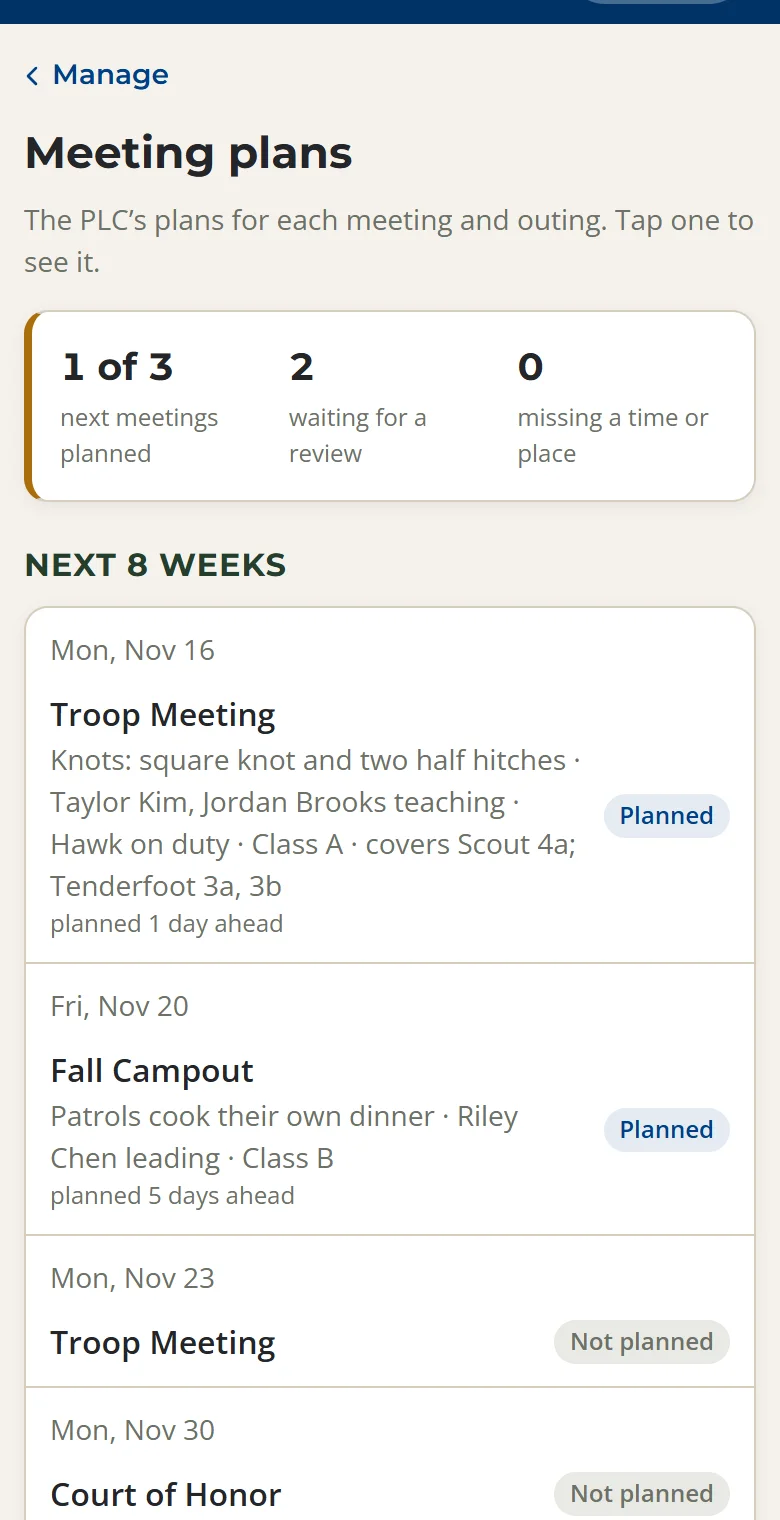 Manage
Meeting plans
The PLC’s plans for each meeting and outing. Tap one to
see it.
1 of 3
next meetings
planned
2
waiting for a
review
0
missing a time or
place
NEXT 8 WEEKS
Mon, Nov 16
Troop Meeting
Knots: square knot and two half hitches ·
Taylor Kim, Jordan Brooks teaching ·
Hawk on duty · Class A · covers Scout 4a;
Tenderfoot 3a, 3b
planned 1 day ahead
Planned
Fri, Nov 20
Fall Campout
Patrols cook their own dinner · Riley
Chen leading · Class B
planned 5 days ahead
Planned
Mon, Nov 23
Troop Meeting
Not planned
Mon, Nov 30
Court of Honor
Not planned